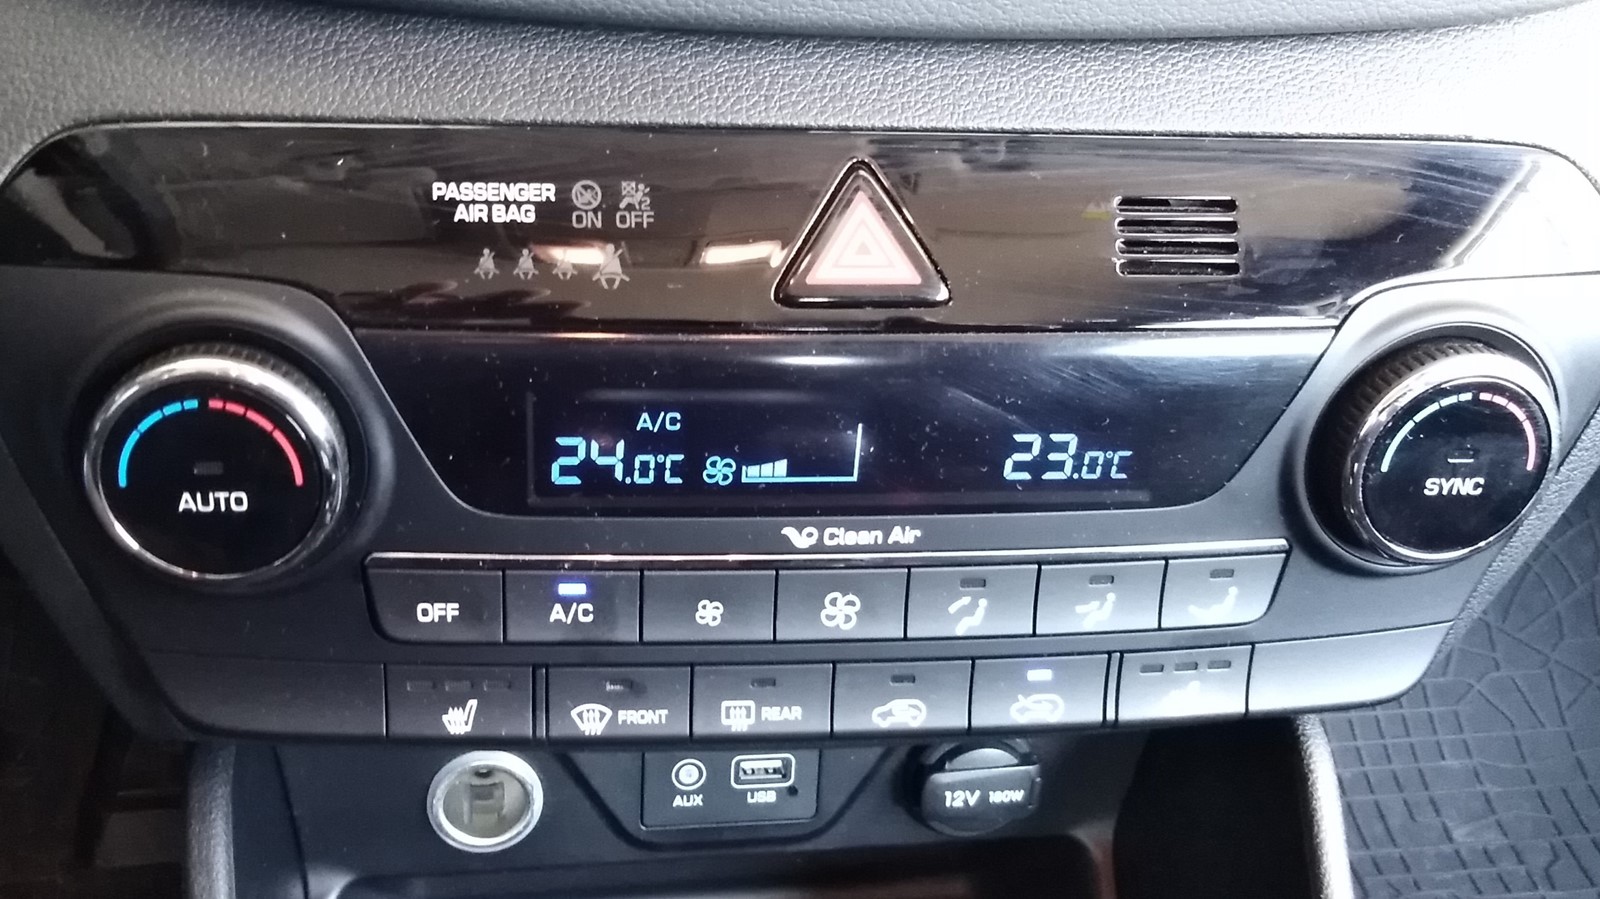 PASSENGER
AIR BAG
ON OFF
2
A/C
24.0°C
23.0°C
AUTO
SYNC
Clean Air
OFF
A/C
FRONT
REAR
AUX
USB
12V 180W